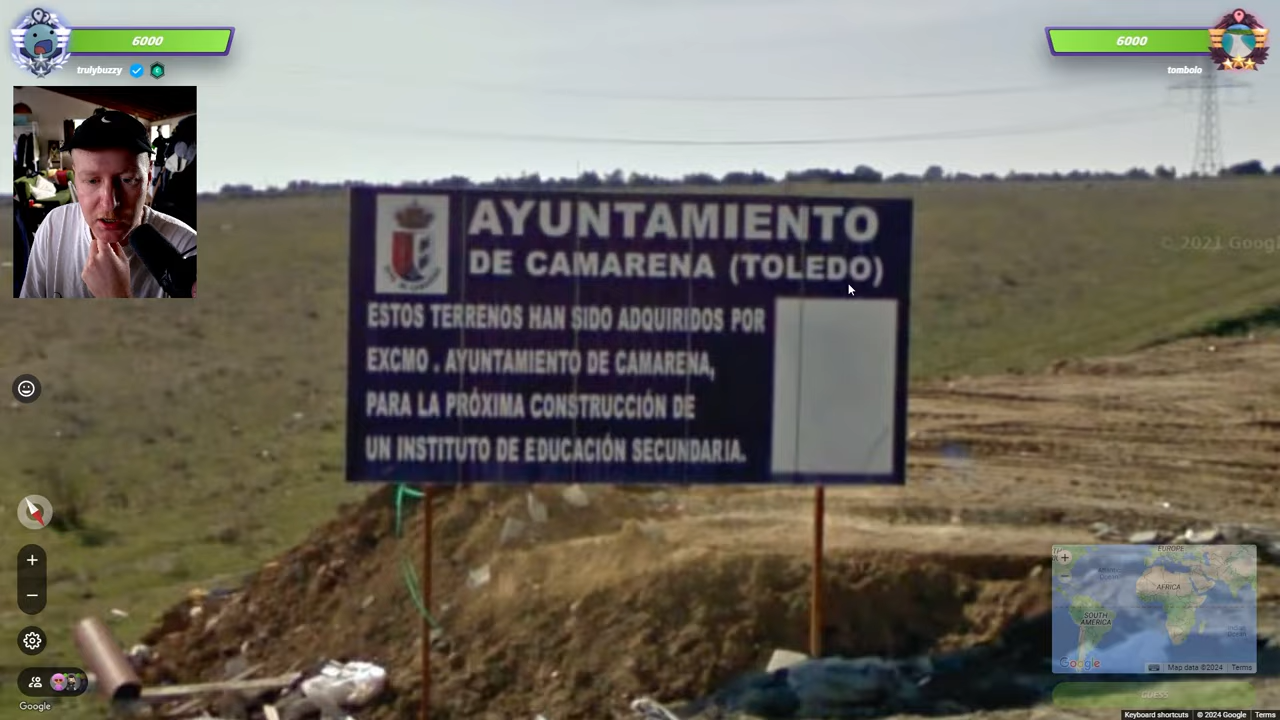 6000
6000
trulybuzzy
tombolo
© 2021 Google
AYUNTAMIENTO
DE CAMARENA (TOLEDO)
ESTOS TERRENOS HAN SIDO ADQUIRIDOS POR
EXCMO . AYUNTAMIENTO DE CAMARENA,
PARA LA PRÓXIMA CONSTRUCCIÓN DE
UN INSTITUTO DE EDUCACIÓN SECUNDARIA.
EUROPE
AFRICA
SOUTH
AMERICA
Google
Map data ©2024
Terms
GUESS
Google
Keyboard shortcuts
© 2024 Google
Terms